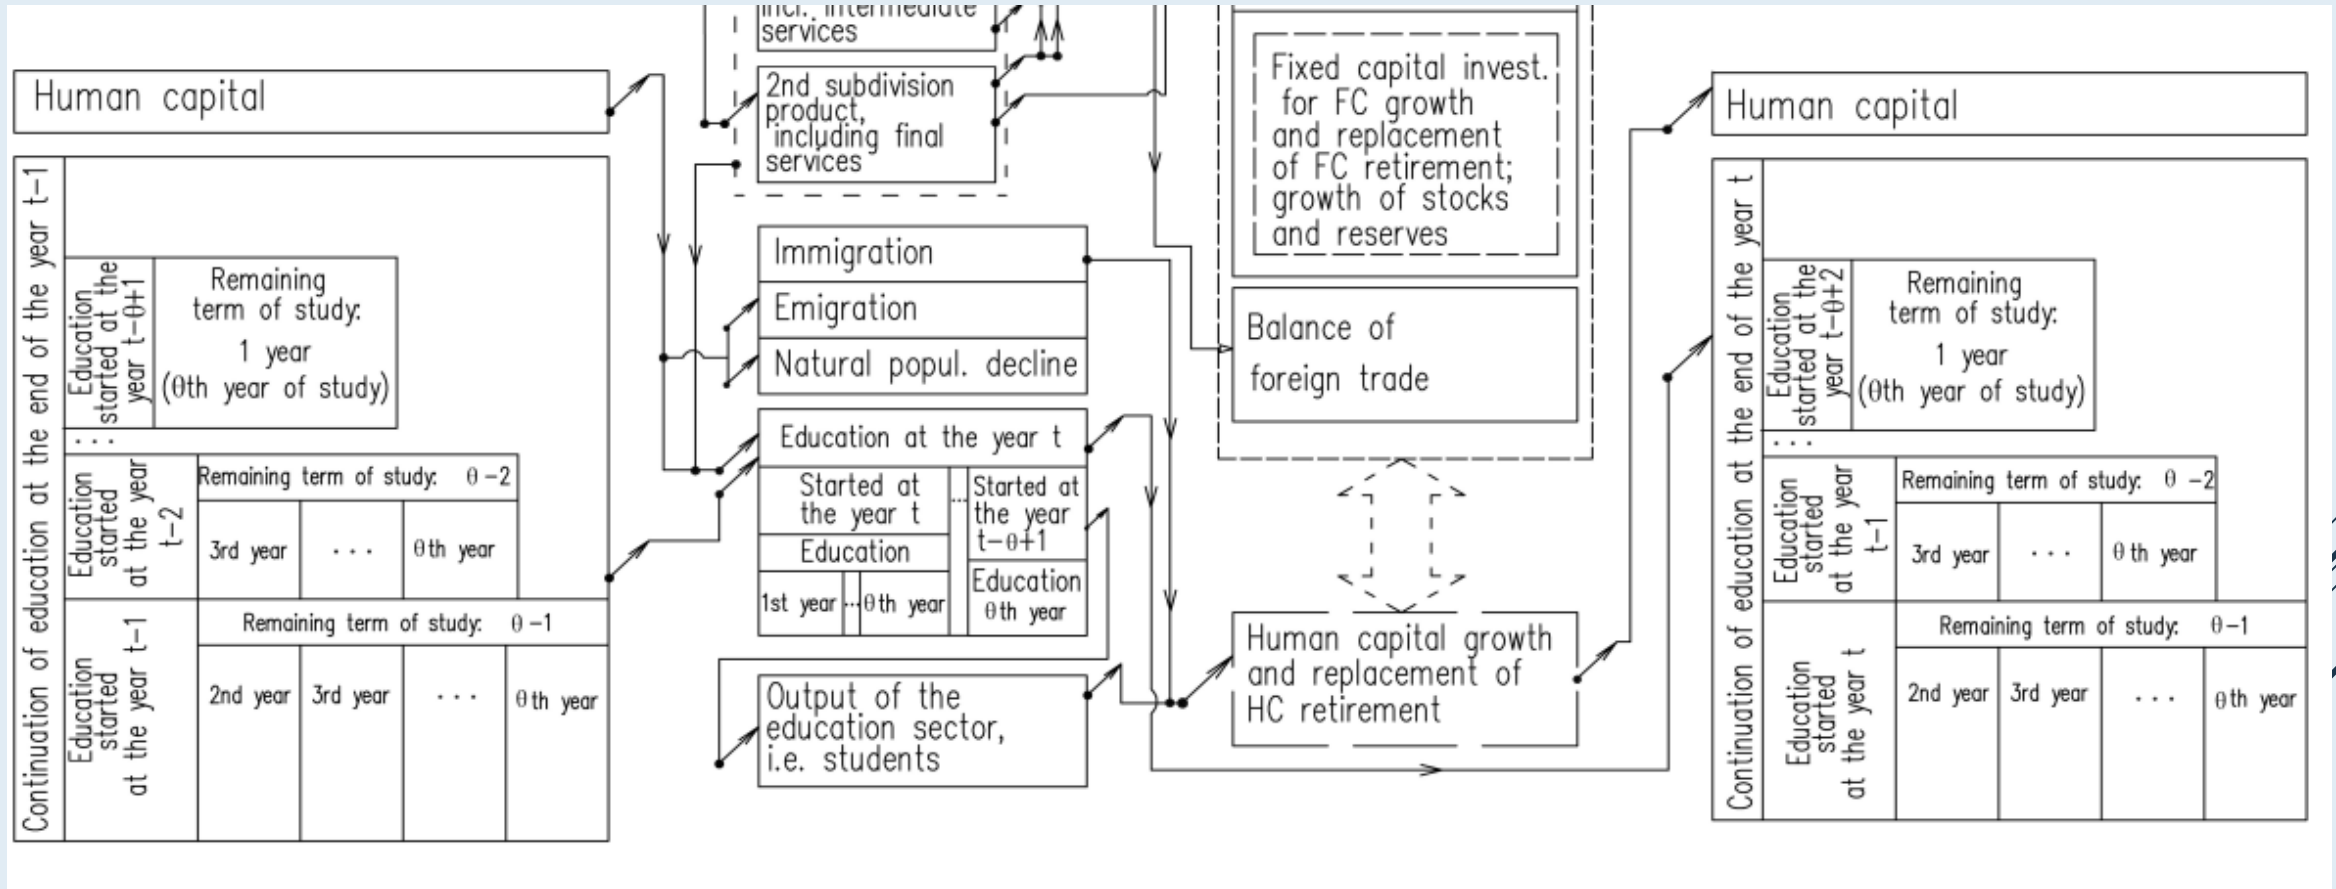 incl. intermediate
services
2nd subdivision
product,
including final
services
Human capital
Continuation of education at the end of the year t-1
Education
started at the
year t-θ+1
Remaining
term of study:
1 year
(θth year of study)
...
Education
started
at the year
t-2
Remaining term of study: θ-2
3rd year
...
θth year
Education
started
at the year t-1
Remaining term of study: θ-1
2nd year
3rd year
...
θth year
Immigration
Emigration
Natural popul. decline
Education at the year t
Started at
the year t
...
Started at
the year
t-θ+1
Education
1st year
...
θth year
Education
θth year
Output of the
education sector,
i.e. students
Fixed capital invest.
for FC growth
and replacement
of FC retirement;
growth of stocks
and reserves
Balance of
foreign trade
Human capital growth
and replacement of
HC retirement
Human capital
Continuation of education at the end of the year t
Education
started at the
year t-θ+2
Remaining
term of study:
1 year
(θth year of study)
...
Education
started
at the year
t-1
Remaining term of study: θ-2
3rd year
...
θth year
Education
started
at the year t
Remaining term of study: θ-1
2nd year
3rd year
...
θth year